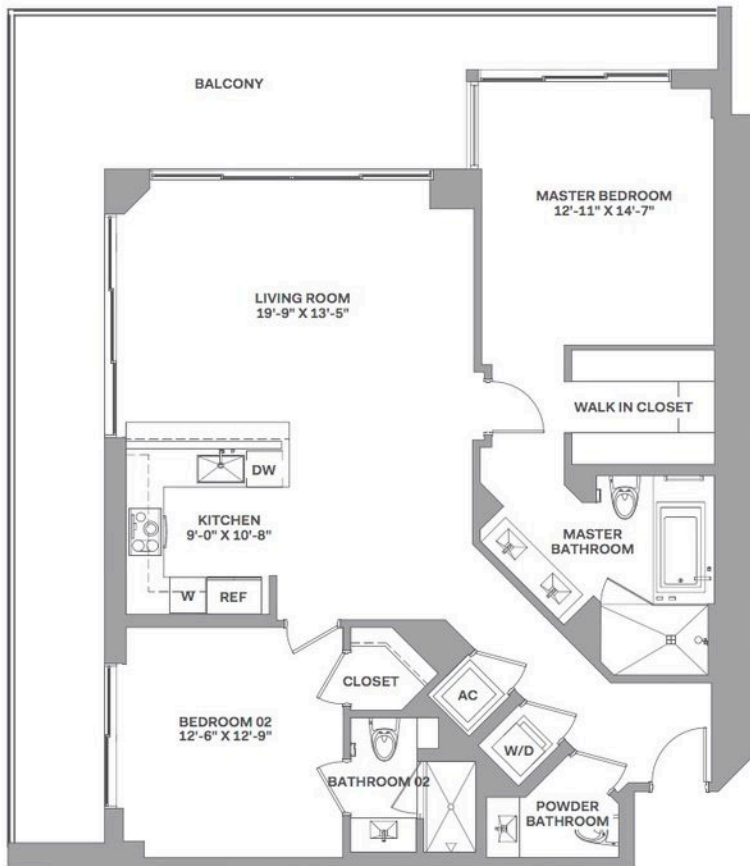 BALCONY
MASTER BEDROOM
12'-11" X 14'-7"
LIVING ROOM
19'-9" X 13'-5"
WALK IN CLOSET
DW
KITCHEN
9'-0" X 10'-8"
MASTER
BATHROOM
W
REF
CLOSET
AC
BEDROOM 02
12'-6" X 12'-9"
W/D
BATHROOM 02
POWDER
BATHROOM